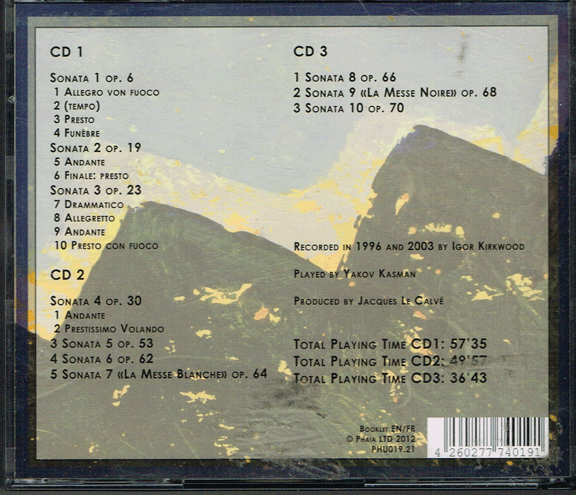 CD 1
Sonata 1 op. 6
1 Allegro von fuoco
2 (tempo)
3 Presto
4 Funèbre
Sonata 2 op. 19
5 Andante
6 Finale: presto
Sonata 3 op. 23
7 Drammatico
8 Allegretto
9 Andante
10 Presto con fuoco
CD 2
Sonata 4 op. 30
1 Andante
2 Prestissimo Volando
3 Sonata 5 op. 53
4 Sonata 6 op. 62
5 Sonata 7 «La Messe Blanche» op. 64
CD 3
1 Sonata 8 op. 66
2 Sonata 9 «La Messe Noire» op. 68
3 Sonata 10 op. 70
Recorded in 1996 and 2003 by Igor Kirkwood
Played by Yakov Kasman
Produced by Jacques Le Calvé
Total Playing Time CD1: 57'35
Total Playing Time CD2: 49'57
Total Playing Time CD3: 36'43
Booklet EN/FR
© Phaia LTD 2012
PHU019.21
4 260277 740191